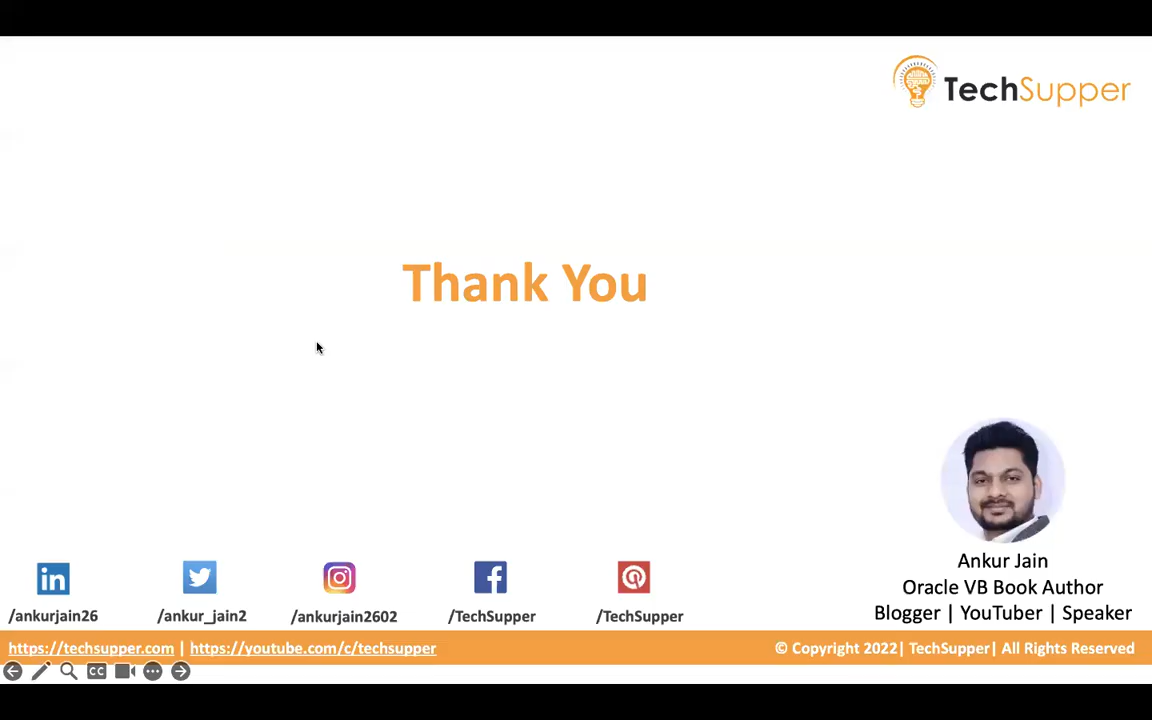 TechSupper
Thank You
Ankur Jain
Oracle VB Book Author
Blogger | YouTuber | Speaker
/ankurjain26
/ankur_jain2
/ankurjain2602
/TechSupper
/TechSupper
https://techsupper.com | https://youtube.com/c/techsupper
© Copyright 2022| TechSupper| All Rights Reserved
CC